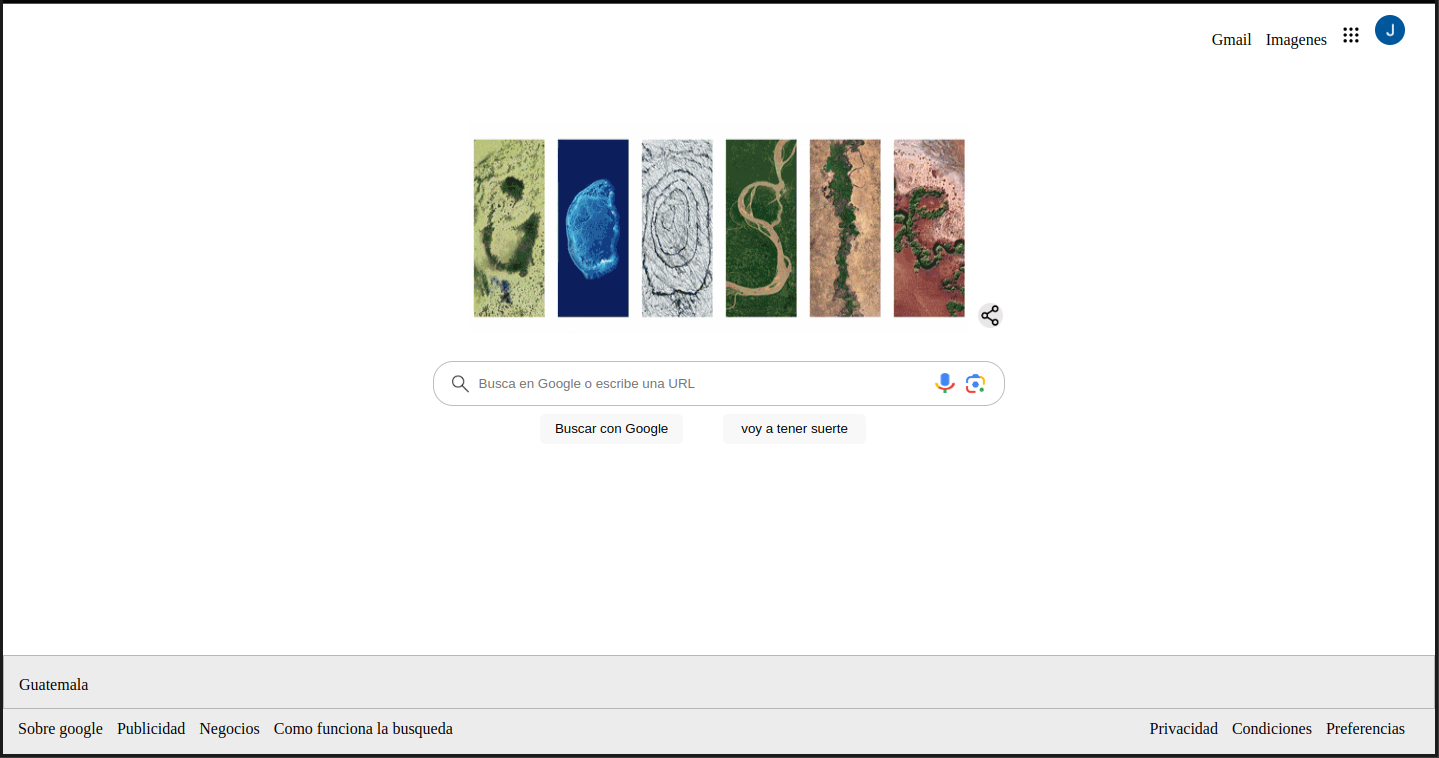 Gmail Imagenes J
Busca en Google o escribe una URL
Buscar con Google voy a tener suerte
Guatemala
Sobre google Publicidad Negocios Como funciona la busqueda Privacidad Condiciones Preferencias